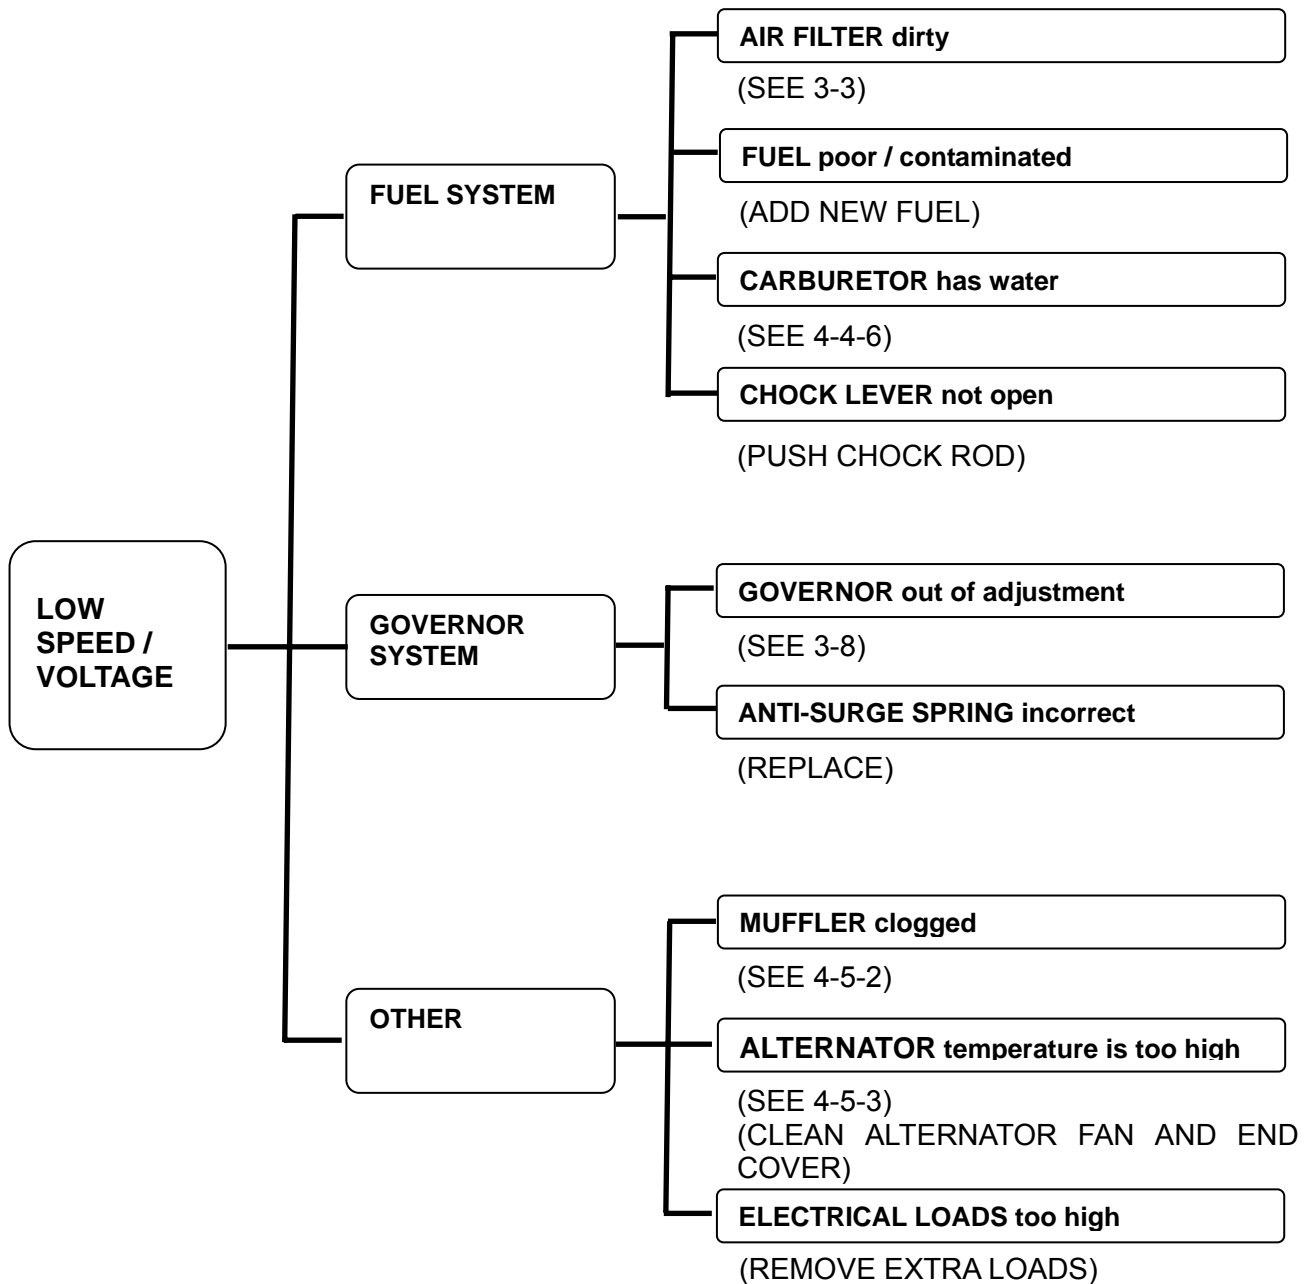 LOW
SPEED /
VOLTAGE
FUEL SYSTEM
AIR FILTER dirty
(SEE 3-3)
FUEL poor / contaminated
(ADD NEW FUEL)
CARBURETOR has water
(SEE 4-4-6)
CHOCK LEVER not open
(PUSH CHOCK ROD)
GOVERNOR
SYSTEM
GOVERNOR out of adjustment
(SEE 3-8)
ANTI-SURGE SPRING incorrect
(REPLACE)
OTHER
MUFFLER clogged
(SEE 4-5-2)
ALTERNATOR temperature is too high
(SEE 4-5-3)
(CLEAN ALTERNATOR FAN AND END
COVER)
ELECTRICAL LOADS too high
(REMOVE EXTRA LOADS)